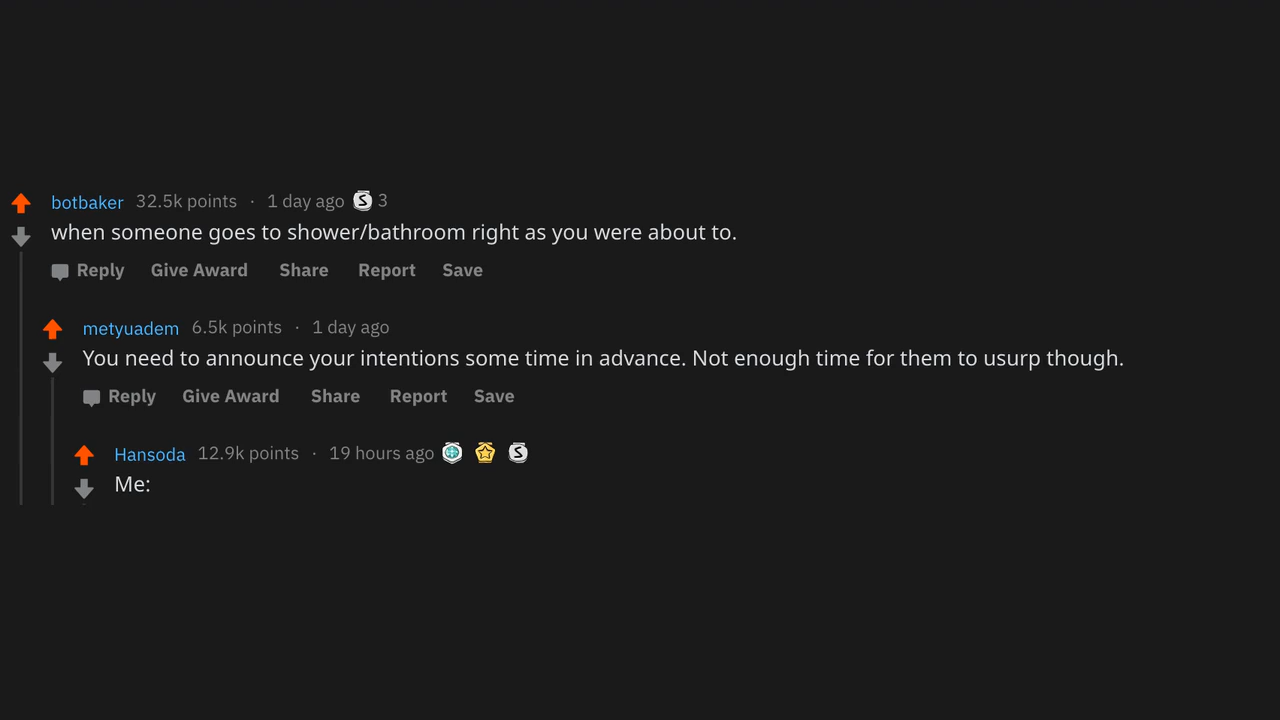 botbaker 32.5k points · 1 day ago S 3
when someone goes to shower/bathroom right as you were about to.
Reply Give Award Share Report Save
metyuadem 6.5k points · 1 day ago
You need to announce your intentions some time in advance. Not enough time for them to usurp though.
Reply Give Award Share Report Save
Hansoda 12.9k points · 19 hours ago S
Me: